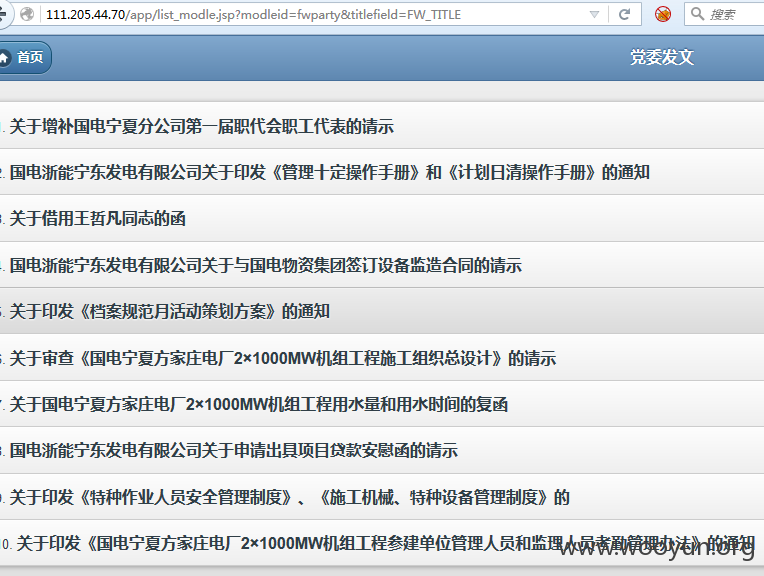 111.205.44.70/app/list_modle.jsp?modleid=fwparty&titlefield=FW_TITLE
搜索
首页
党委发文
1. 关于增补国电宁夏分公司第一届职代会职工代表的请示
2. 国电浙能宁东发电有限公司关于印发《管理十定操作手册》和《计划日清操作手册》的通知
3. 关于借用王哲凡同志的函
4. 国电浙能宁东发电有限公司关于与国电物资集团签订设备监造合同的请示
5. 关于印发《档案规范月活动策划方案》的通知
6. 关于审查《国电宁夏方家庄电厂2×1000MW机组工程施工组织总设计》的请示
7. 关于国电宁夏方家庄电厂2×1000MW机组工程用水量和用水时间的复函
8. 国电浙能宁东发电有限公司关于申请出具项目贷款安慰函的请示
9. 关于印发《特种作业人员安全管理制度》、《施工机械、特种设备管理制度》的
10. 关于印发《国电宁夏方家庄电厂2×1000MW机组工程参建单位管理人员和监理人员考勤管理办法》的通知
www.wooyun.org